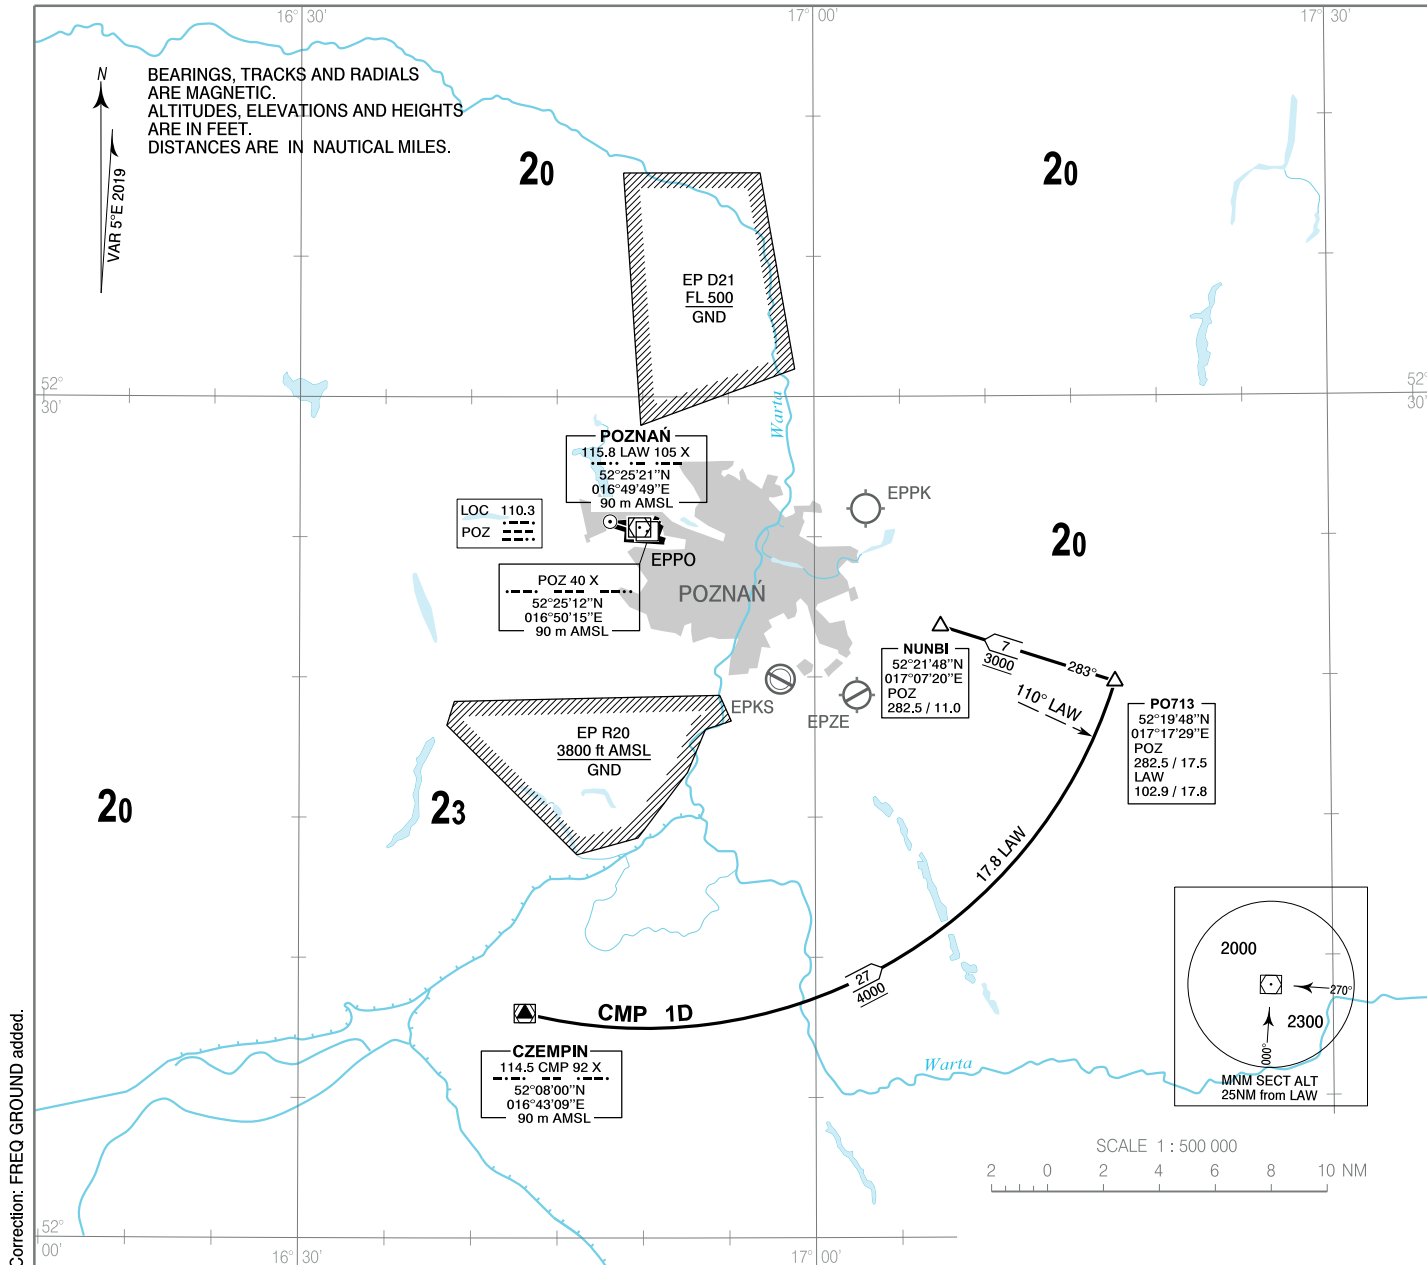 16° 30'
17° 00'
17° 30'
N
BEARINGS, TRACKS AND RADIALS
ARE MAGNETIC.
ALTITUDES, ELEVATIONS AND HEIGHTS
ARE IN FEET.
DISTANCES ARE IN NAUTICAL MILES.
VAR 5°E 2019
20
20
EP D21
FL 500
GND
52°
30'
52°
30'
Warta
POZNAŃ
115.8 LAW 105 X
52°25'21''N
016°49'49''E
90 m AMSL
LOC 110.3
POZ
EPPK
EPPO
20
POZ 40 X
52°25'12''N
016°50'15''E
90 m AMSL
POZNAŃ
NUNBI
52°21'48''N
017°07'20''E
POZ
282.5 / 11.0
7
3000
283°
110° LAW
EPKS
EPZE
PO713
52°19'48''N
017°17'29''E
POZ
282.5 / 17.5
LAW
102.9 / 17.8
EP R20
3800 ft AMSL
GND
20
23
17.8 LAW
27
4000
CMP 1D
CZEMPIN
114.5 CMP 92 X
52°08'00''N
016°43'09''E
90 m AMSL
2000
270°
2300
000°
MNM SECT ALT
25NM from LAW
Warta
SCALE 1 : 500 000
2 0 2 4 6 8 10 NM
Correction: FREQ GROUND added.
52°
00'
16° 30'
17° 00'